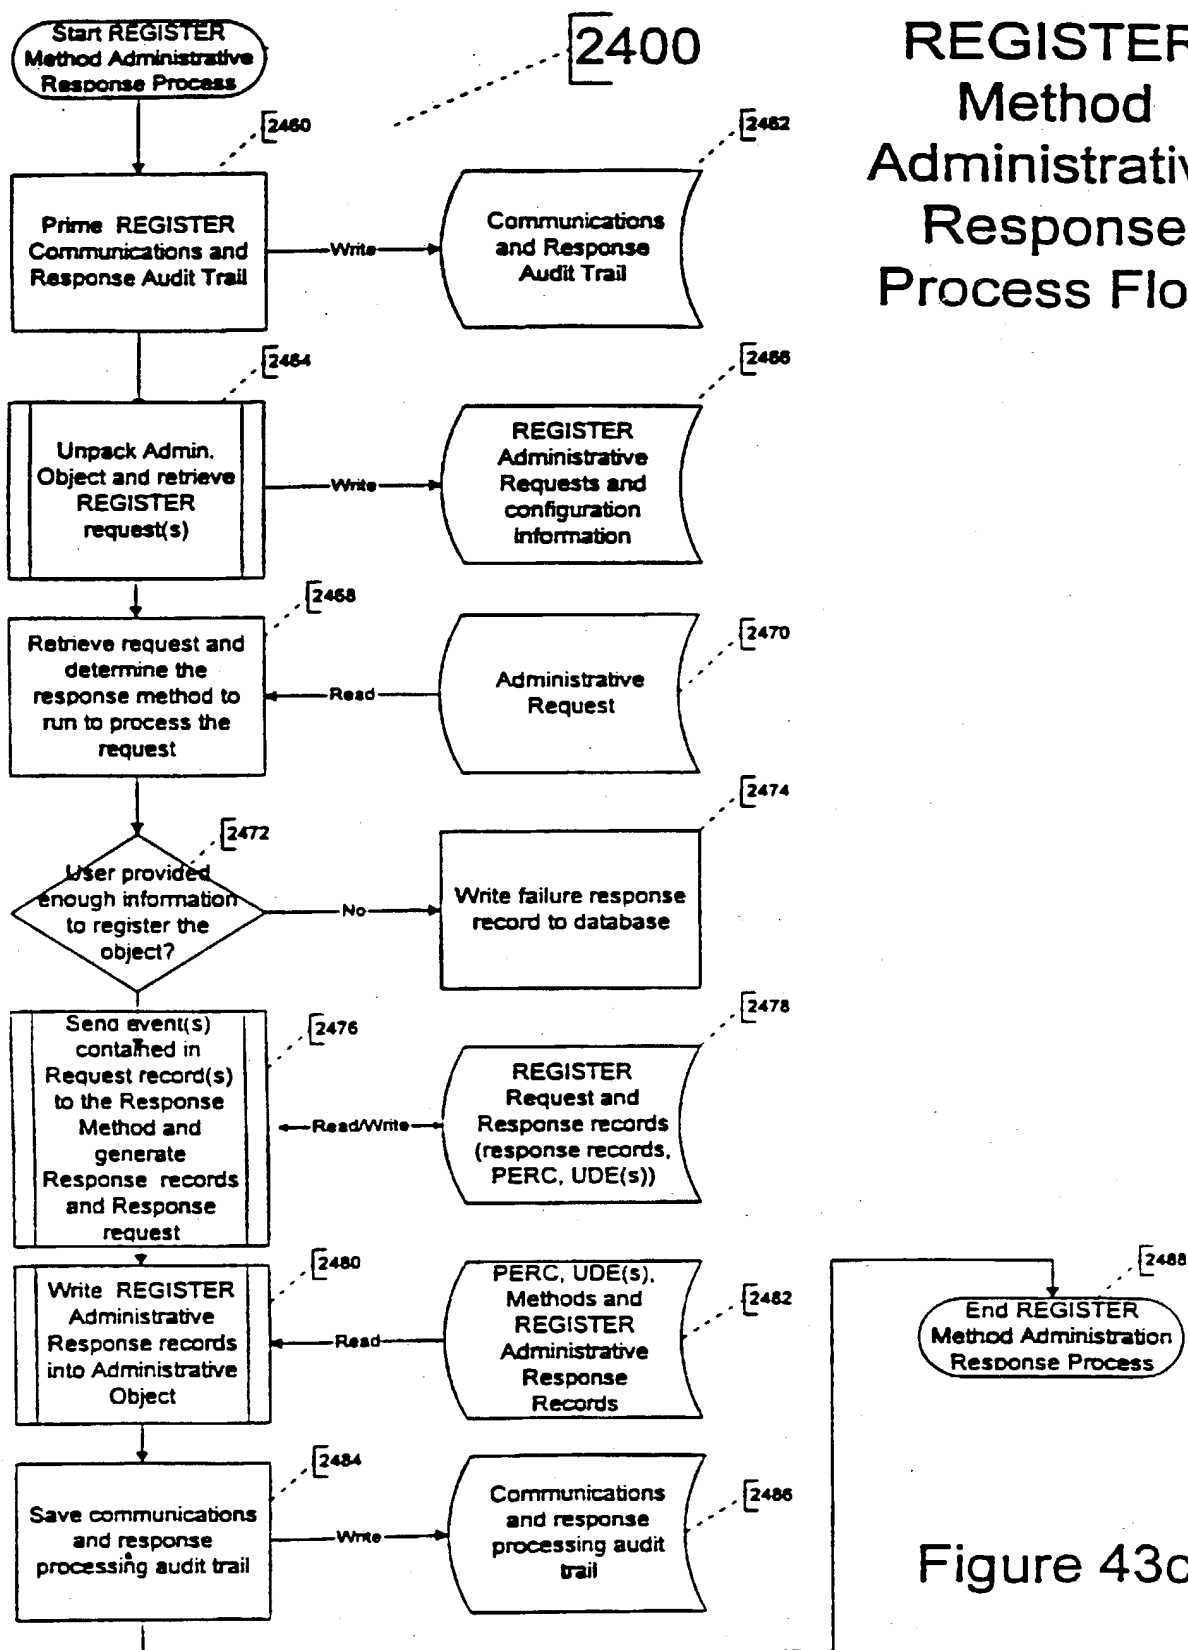 Start REGISTER
Method Administrative
Response Process
2400
REGISTER
Method
Administrativ
Response
Process Flo
2460
2462
Prime REGISTER
Communications and
Response Audit Trail
Write
Communications
and Response
Audit Trail
2464
2466
Unpack Admin.
Object and retrieve
REGISTER
request(s)
Write
REGISTER
Administrative
Requests and
configuration
information
2468
2470
Retrieve request and
determine the
response method to
run to process the
request
Read
Administrative
Request
2472
2474
User provided
enough information
to register the
object?
No
Write failure response
record to database
2476
2478
Send event(s)
contained in
Request record(s)
to the Response
Method and
generate
Response records
and Response
request
Read/Write
REGISTER
Request and
Response records
(response records,
PERC, UDE(s))
2480
2482
Write REGISTER
Administrative
Response records
into Administrative
Object
Read
PERC, UDE(s),
Methods and
REGISTER
Administrative
Response
Records
2488
End REGISTER
Method Administration
Response Process
2484
2486
Save communications
and response
processing audit trail
Write
Communications
and response
processing audit
trail
Figure 43c